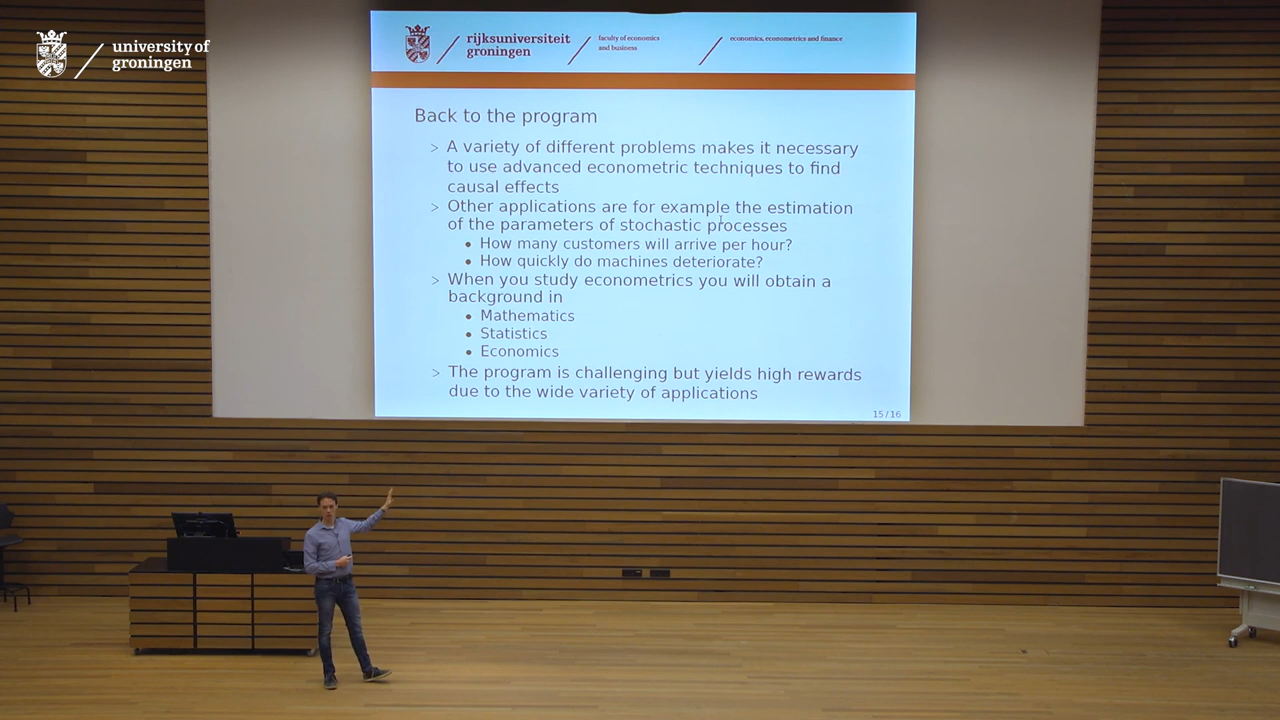 university of
groningen
rijksuniversiteit
groningen
faculty of economics
and business
economics, econometrics and finance
Back to the program
> A variety of different problems makes it necessary
to use advanced econometric techniques to find
causal effects
> Other applications are for example the estimation
of the parameters of stochastic processes
• How many customers will arrive per hour?
• How quickly do machines deteriorate?
> When you study econometrics you will obtain a
background in
• Mathematics
• Statistics
• Economics
> The program is challenging but yields high rewards
due to the wide variety of applications
15/16